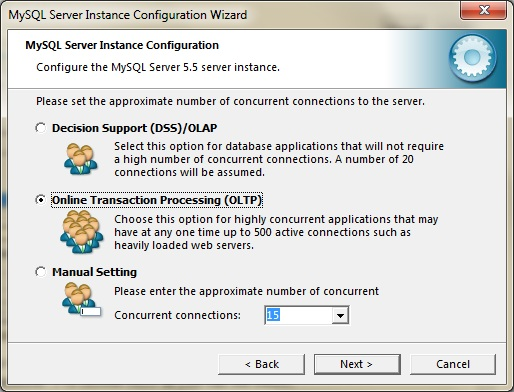 MySQL Server Instance Configuration Wizard
MySQL Server Instance Configuration
Configure the MySQL Server 5.5 server instance.
Please set the approximate number of concurrent connections to the server.
Decision Support (DSS)/OLAP
Select this option for database applications that will not require
a high number of concurrent connections. A number of 20
connections will be assumed.
Online Transaction Processing (OLTP)
Choose this option for highly concurrent applications that may
have at any one time up to 500 active connections such as
heavily loaded web servers.
Manual Setting
Please enter the approximate number of concurrent
Concurrent connections: 15
< Back Next > Cancel